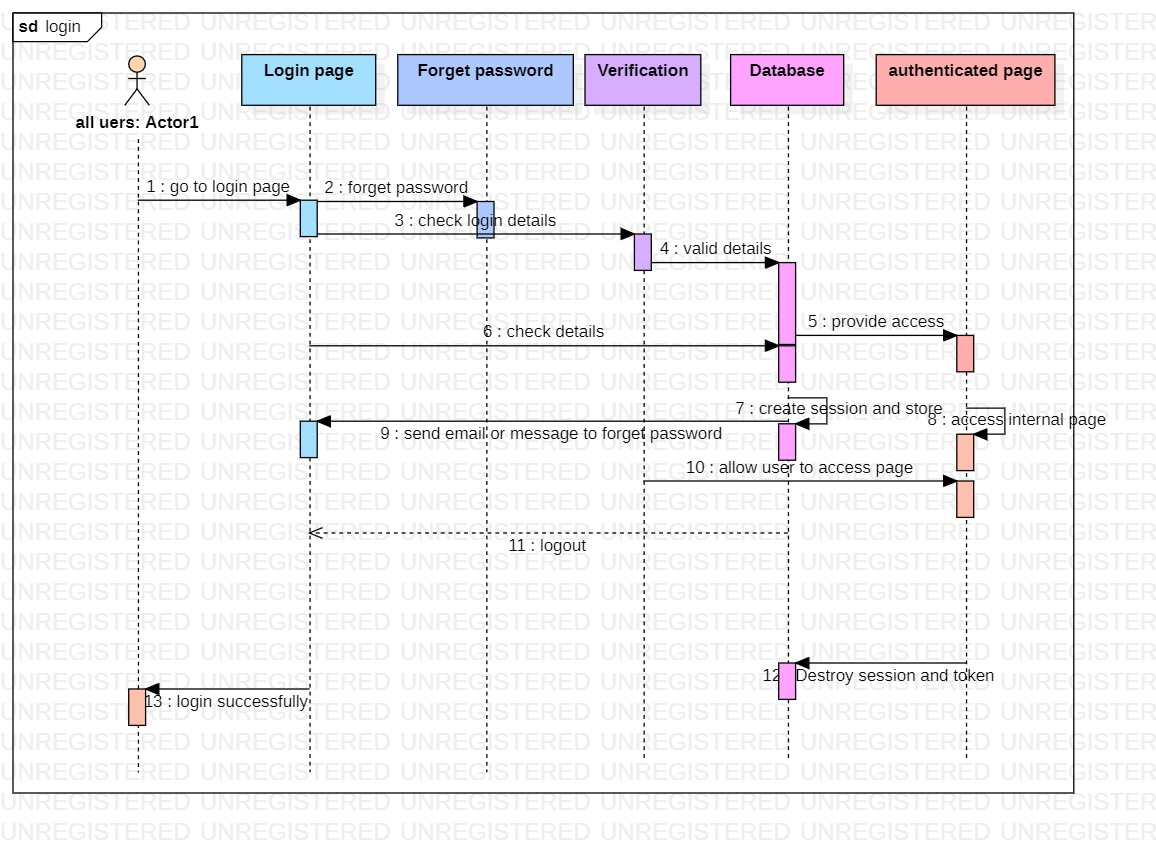 sd login
Login page
Forget password
Verification
Database
authenticated page
all uers: Actor1
1 : go to login page
2 : forget password
3 : check login details
4 : valid details
5 : provide access
6 : check details
7 : create session and store
8 : access internal page
9 : send email or message to forget password
10 : allow user to access page
11 : logout
12 : Destroy session and token
13 : login successfully
UNREGISTERED